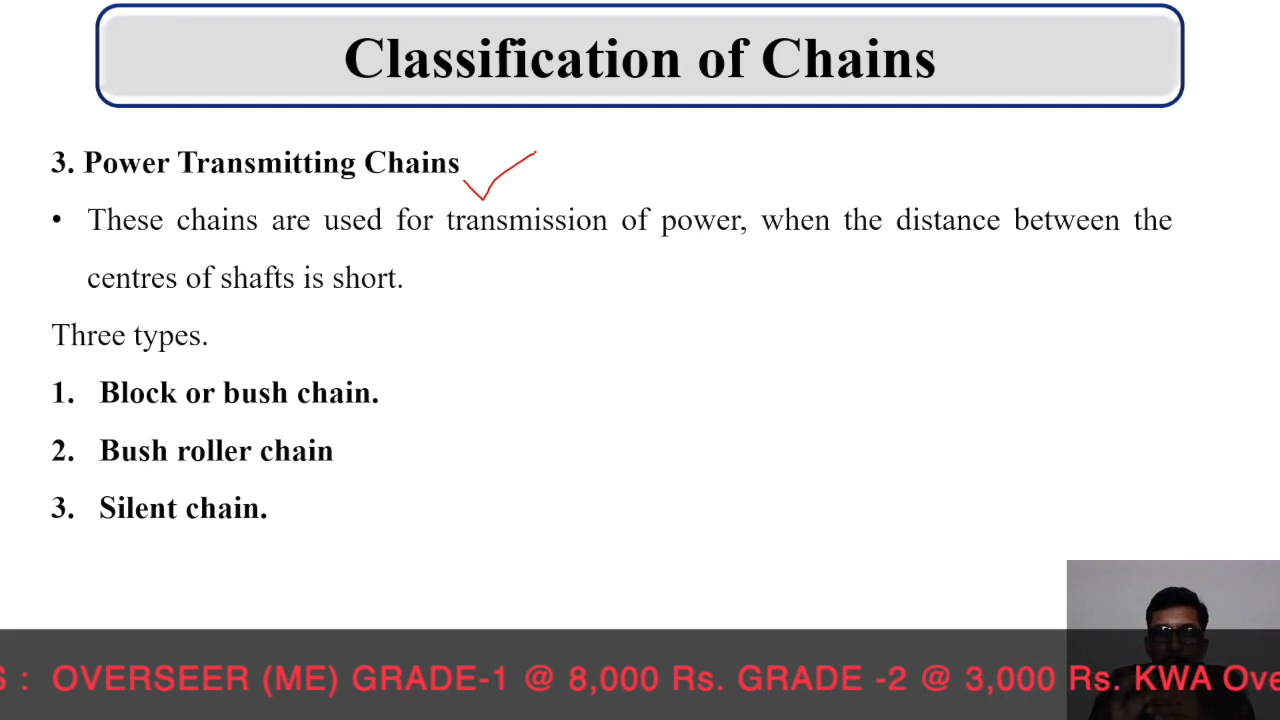 Classification of Chains
3. Power Transmitting Chains
• These chains are used for transmission of power, when the distance between the
centres of shafts is short.
Three types.
1. Block or bush chain.
2. Bush roller chain
3. Silent chain.
S : OVERSEER (ME) GRADE-1 @ 8,000 Rs. GRADE -2 @ 3,000 Rs. KWA Ove